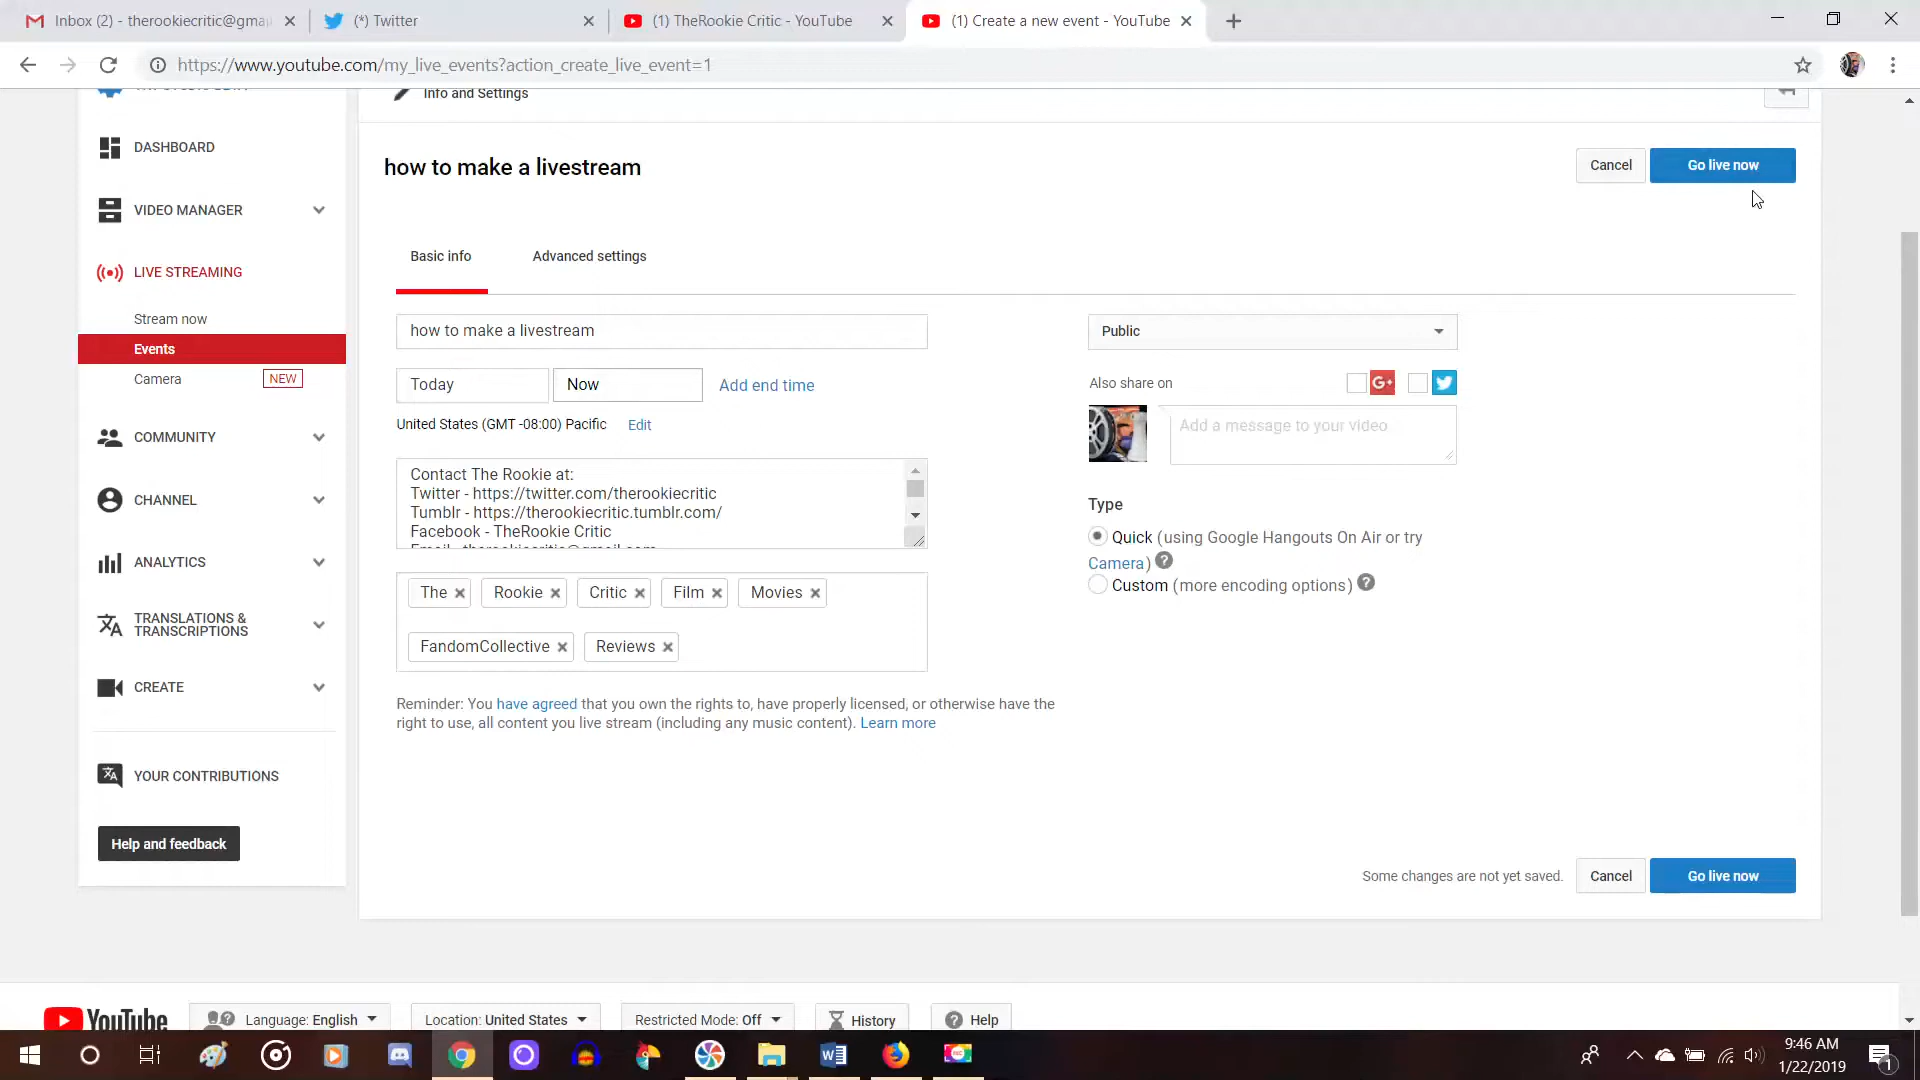 Inbox (2) - therookiecritic@gmai
(*) Twitter
(1) TheRookie Critic - YouTube
(1) Create a new event - YouTube
https://www.youtube.com/my_live_events?action_create_live_event=1
Info and Settings
DASHBOARD
how to make a livestream
Cancel
Go live now
VIDEO MANAGER
Basic info
Advanced settings
LIVE STREAMING
Stream now
how to make a livestream
Public
Events
Camera
NEW
Today
Now
Add end time
Also share on
G+
United States (GMT -08:00) Pacific
Edit
Add a message to your video
COMMUNITY
Contact The Rookie at:
Twitter - https://twitter.com/therookiecritic
Tumblr - https://therookiecritic.tumblr.com/
Facebook - TheRookie Critic
Email - therookiecritic@gmail.com
CHANNEL
Type
Quick (using Google Hangouts On Air or try
Camera) ?
Custom (more encoding options) ?
ANALYTICS
The
Rookie
Critic
Film
Movies
FandomCollective
Reviews
TRANSLATIONS &
TRANSCRIPTIONS
CREATE
Reminder: You have agreed that you own the rights to, have properly licensed, or otherwise have the
right to use, all content you live stream (including any music content). Learn more
YOUR CONTRIBUTIONS
Help and feedback
Some changes are not yet saved.
Cancel
Go live now
YouTube
Language: English
Location: United States
Restricted Mode: Off
History
? Help
9:46 AM
1/22/2019
1